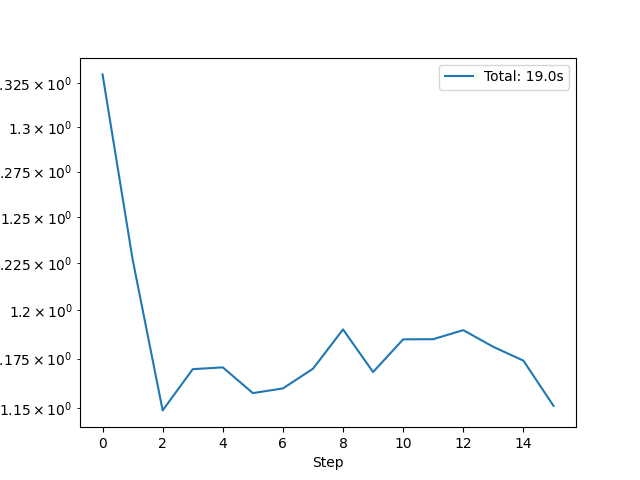 Total: 19.0s
.325 × 10⁰
1.3 × 10⁰
.275 × 10⁰
1.25 × 10⁰
.225 × 10⁰
1.2 × 10⁰
.175 × 10⁰
1.15 × 10⁰
0 2 4 6 8 10 12 14
Step